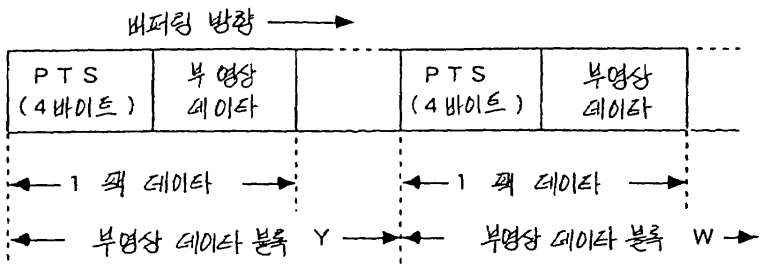 버퍼링 방향
PTS 부영상 PTS 부영상
(4바이트) 데이타 (4바이트) 데이타
1 팩 데이타 1 팩 데이타
부영상 데이타 블록 Y 부영상 데이타 블록 W